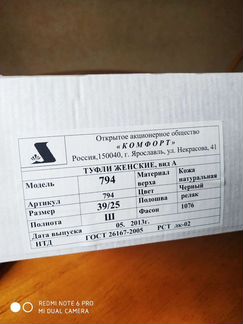 Открытое акционерное общество
«КОМФОРТ»
Россия,150040, г. Ярославль, ул. Некрасова, 41
ТУФЛИ ЖЕНСКИЕ, вид А
Модель 794 Материал верха Кожа натуральная
Артикул 794 Цвет Черный
Размер 39/25 Подошва релак
Полнота Ш Фасон 1076
Дата выпуска 05. 2013г.
НТД ГОСТ 26167-2005 РСТ
REDMI NOTE 6 PRO
MI DUAL CAMERA